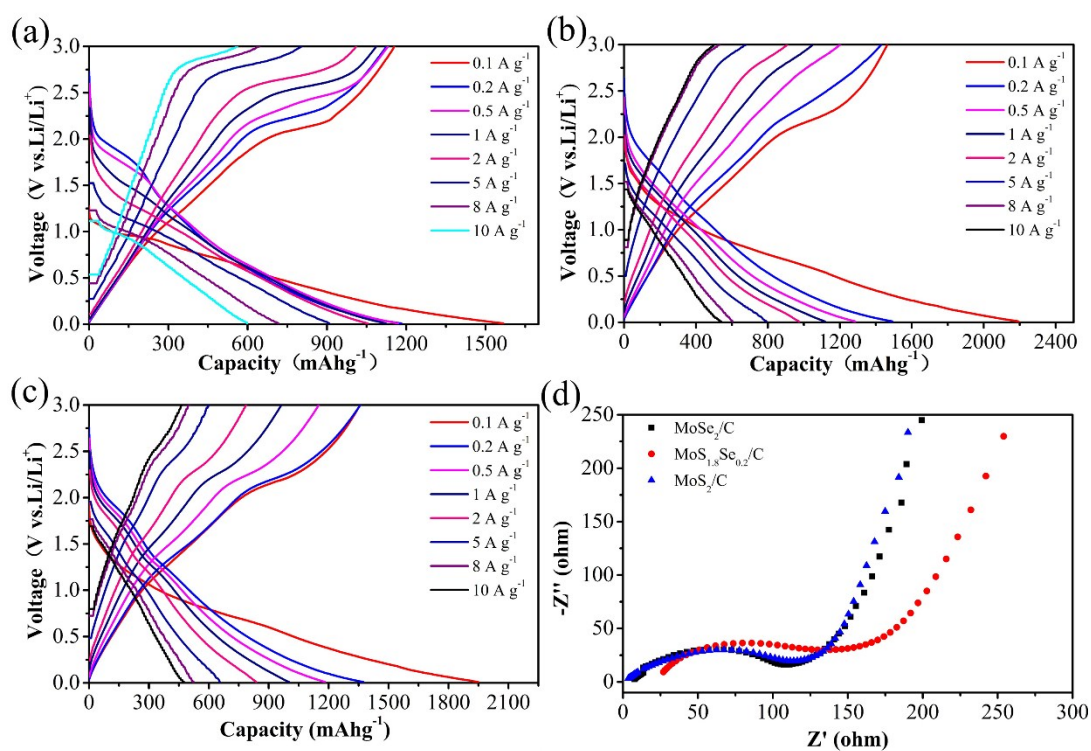 (a)
3.0
2.5
2.0
1.5
1.0
0.5
0.0
Voltage (V vs.Li/Li⁺)
0 300 600 900 1200 1500
Capacity (mAhg⁻¹)
0.1 A g⁻¹
0.2 A g⁻¹
0.5 A g⁻¹
1 A g⁻¹
2 A g⁻¹
5 A g⁻¹
8 A g⁻¹
10 A g⁻¹
(b)
3.0
2.5
2.0
1.5
1.0
0.5
0.0
Voltage (V vs.Li/Li⁺)
0 400 800 1200 1600 2000 2400
Capacity (mAhg⁻¹)
0.1 A g⁻¹
0.2 A g⁻¹
0.5 A g⁻¹
1 A g⁻¹
2 A g⁻¹
5 A g⁻¹
8 A g⁻¹
10 A g⁻¹
(c)
3.0
2.5
2.0
1.5
1.0
0.5
0.0
Voltage (V vs.Li/Li⁺)
0 300 600 900 1200 1500 1800 2100
Capacity (mAhg⁻¹)
0.1 A g⁻¹
0.2 A g⁻¹
0.5 A g⁻¹
1 A g⁻¹
2 A g⁻¹
5 A g⁻¹
8 A g⁻¹
10 A g⁻¹
(d)
250
200
150
100
50
0
-Z'' (ohm)
0 50 100 150 200 250 300
Z' (ohm)
MoSe₂/C
MoS₁.₈Se₀.₂/C
MoS₂/C